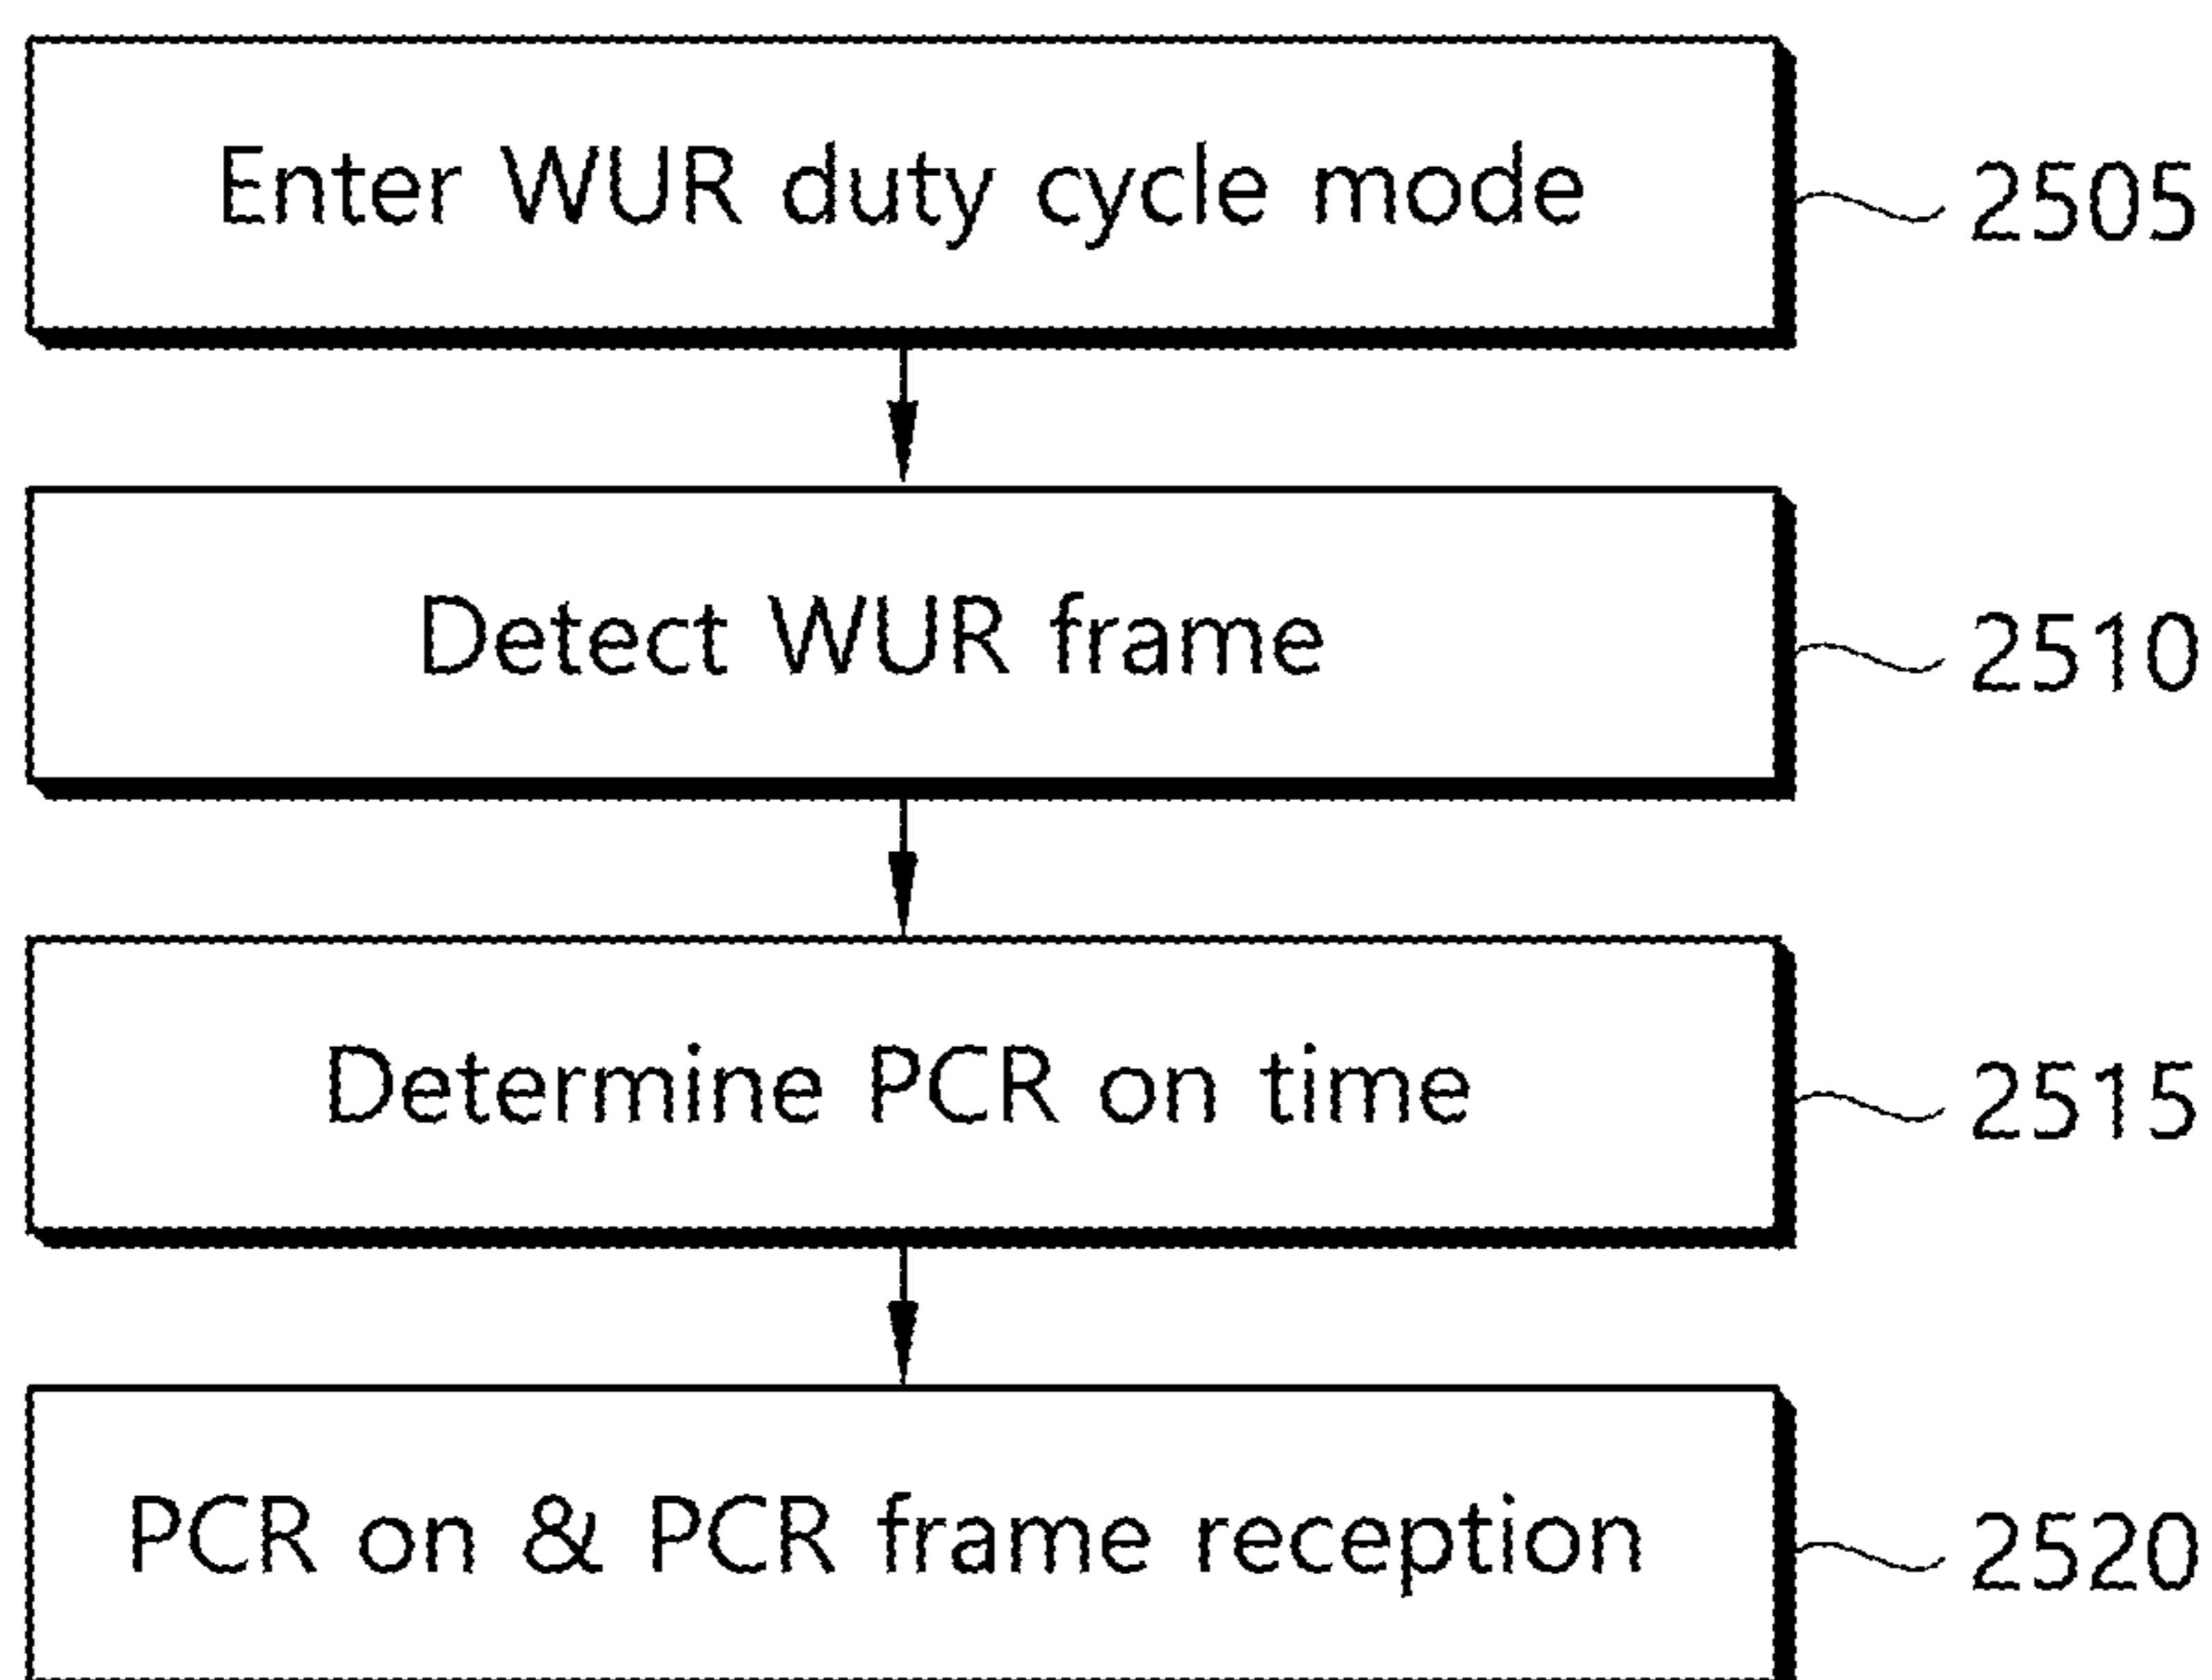 Enter WUR duty cycle mode 2505
Detect WUR frame 2510
Determine PCR on time 2515
PCR on & PCR frame reception 2520